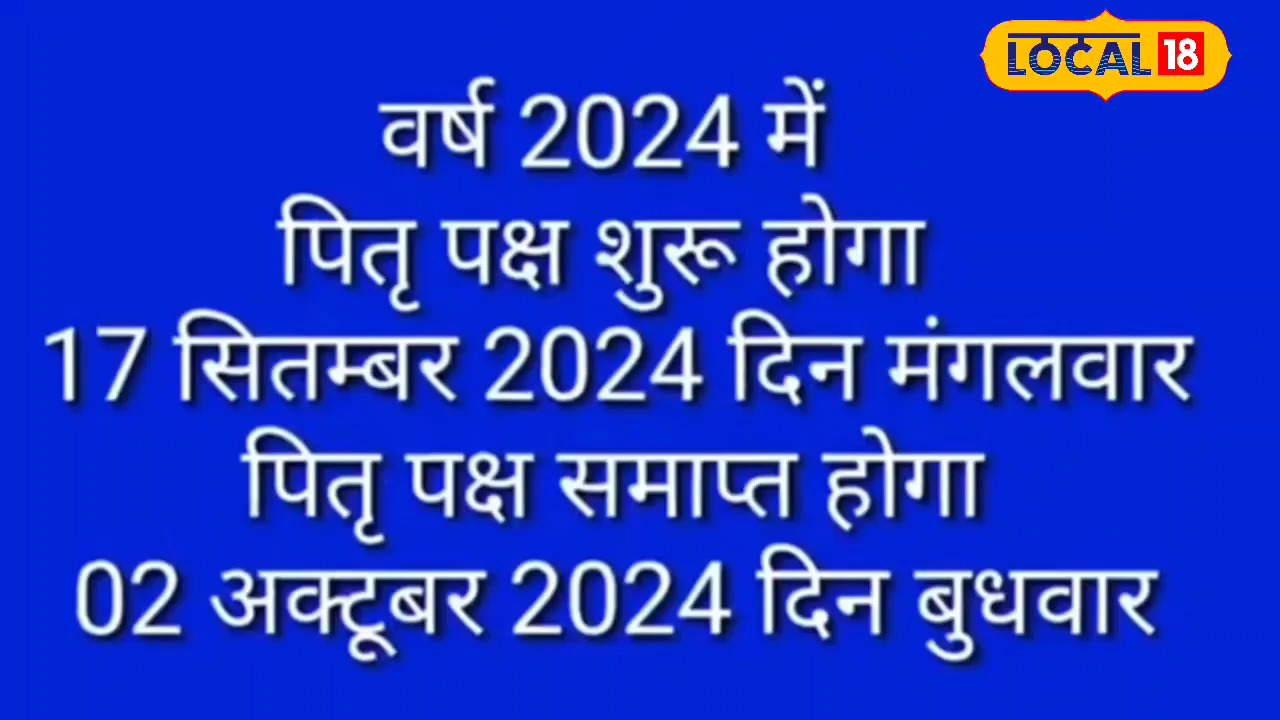 LOCAL 18
वर्ष 2024 में
पितृ पक्ष शुरू होगा
17 सितम्बर 2024 दिन मंगलवार
पितृ पक्ष समाप्त होगा
02 अक्टूबर 2024 दिन बुधवार